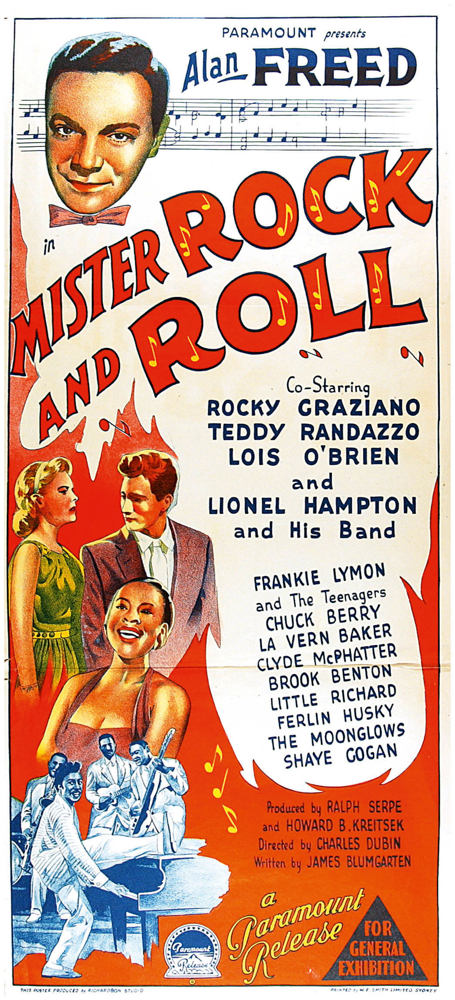 PARAMOUNT presents
Alan FREED
in
MISTER ROCK
AND ROLL
Co-Starring
ROCKY GRAZIANO
TEDDY RANDAZZO
LOIS O'BRIEN
and
LIONEL HAMPTON
and His Band
FRANKIE LYMON
and The Teenagers
CHUCK BERRY
LA VERN BAKER
CLYDE McPHATTER
BROOK BENTON
LITTLE RICHARD
FERLIN HUSKY
THE MOONGLOWS
SHAYE COGAN
Produced by RALPH SERPE
and HOWARD B. KREITSEK
Directed by CHARLES DUBIN
Written by JAMES BLUMGARTEN
a
Paramount
Release
Paramount
Release
®
FOR
GENERAL
EXHIBITION
THIS POSTER PRODUCED by RICHARDSON STUDIO
PRINTED by W.E. SMITH LIMITED SYDNEY